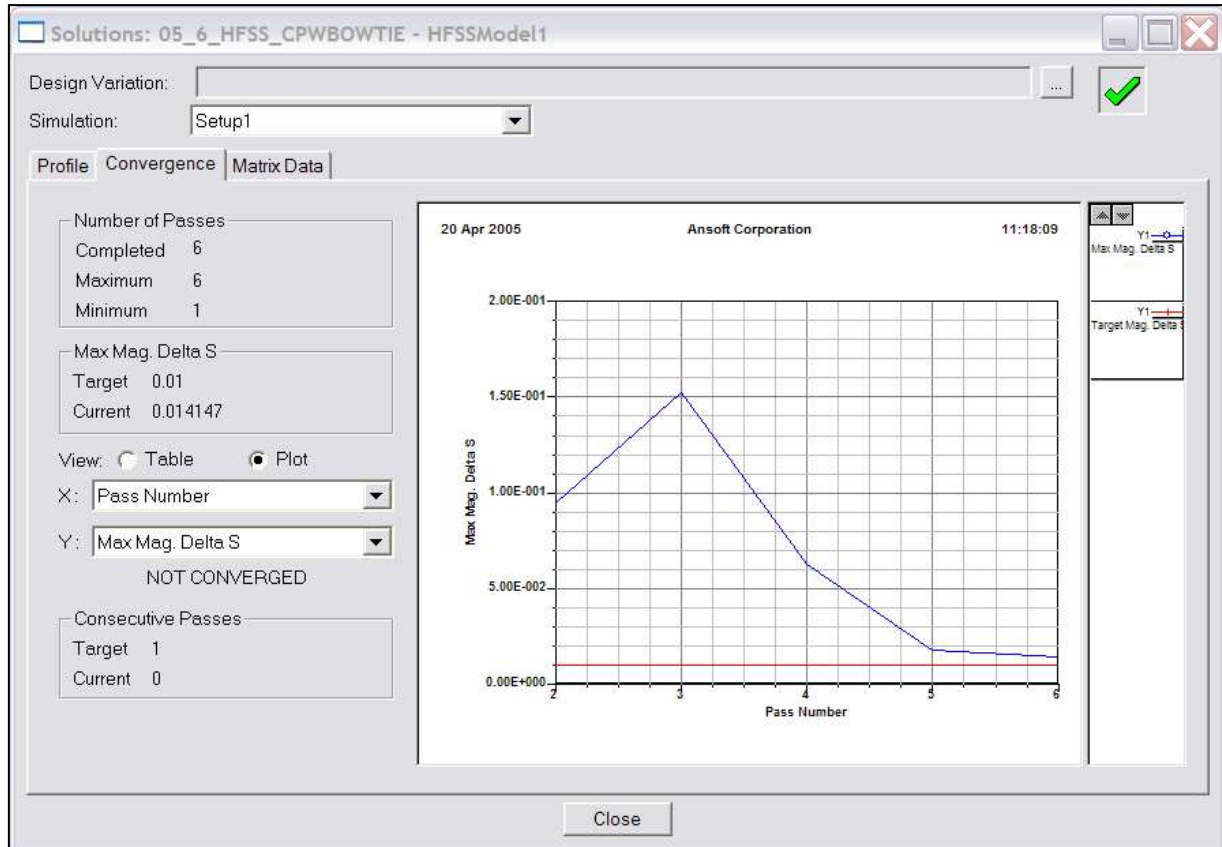 Solutions: 05_6_HFSS_CPWBOWTIE - HFSSModel1
Design Variation:
...
Simulation: Setup1
Profile Convergence Matrix Data
Number of Passes
Completed 6
Maximum 6
Minimum 1
Max Mag. Delta S
Target 0.01
Current 0.014147
View: Table Plot
X: Pass Number
Y: Max Mag. Delta S
NOT CONVERGED
Consecutive Passes
Target 1
Current 0
20 Apr 2005 Ansoft Corporation 11:18:09
2.00E-001
1.50E-001
1.00E-001
5.00E-002
0.00E+000
Max Mag. Delta S
2 3 4 5 6
Pass Number
Y1
Max Mag. Delta S
Y1
Target Mag. Delta S
Close